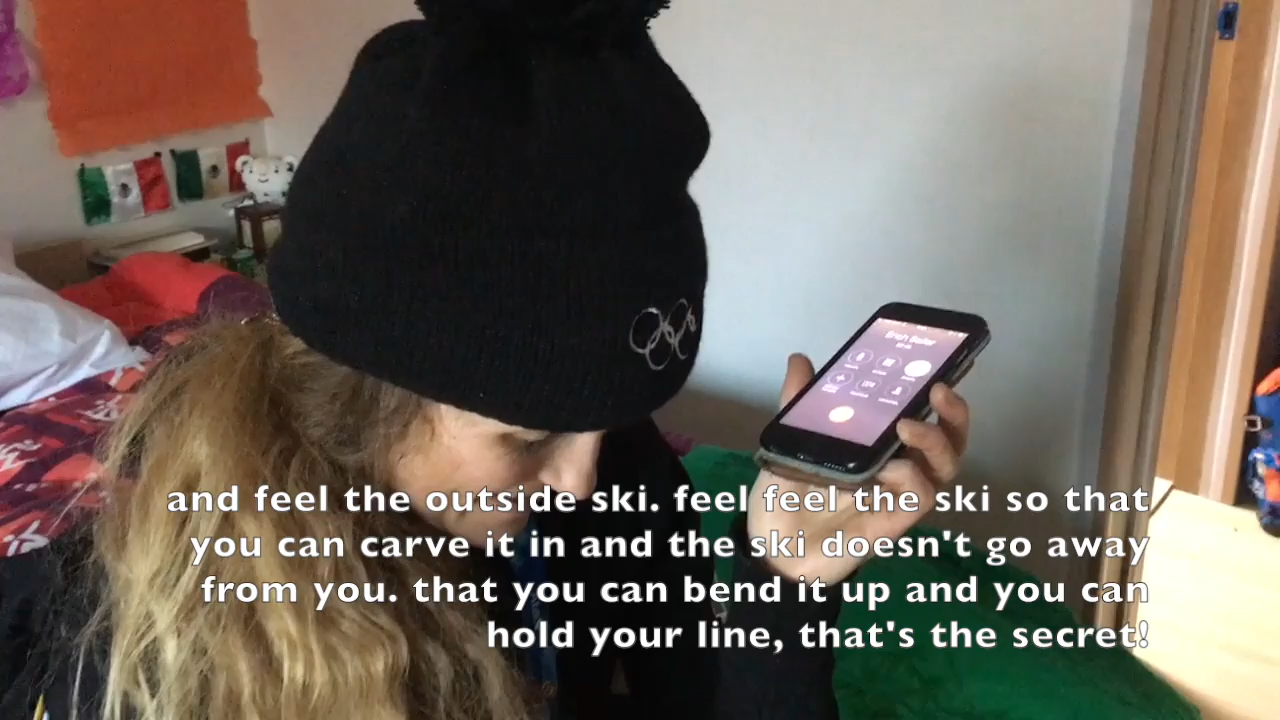 and feel the outside ski. feel feel the ski so that
you can carve it in and the ski doesn't go away
from you. that you can bend it up and you can
hold your line, that's the secret!